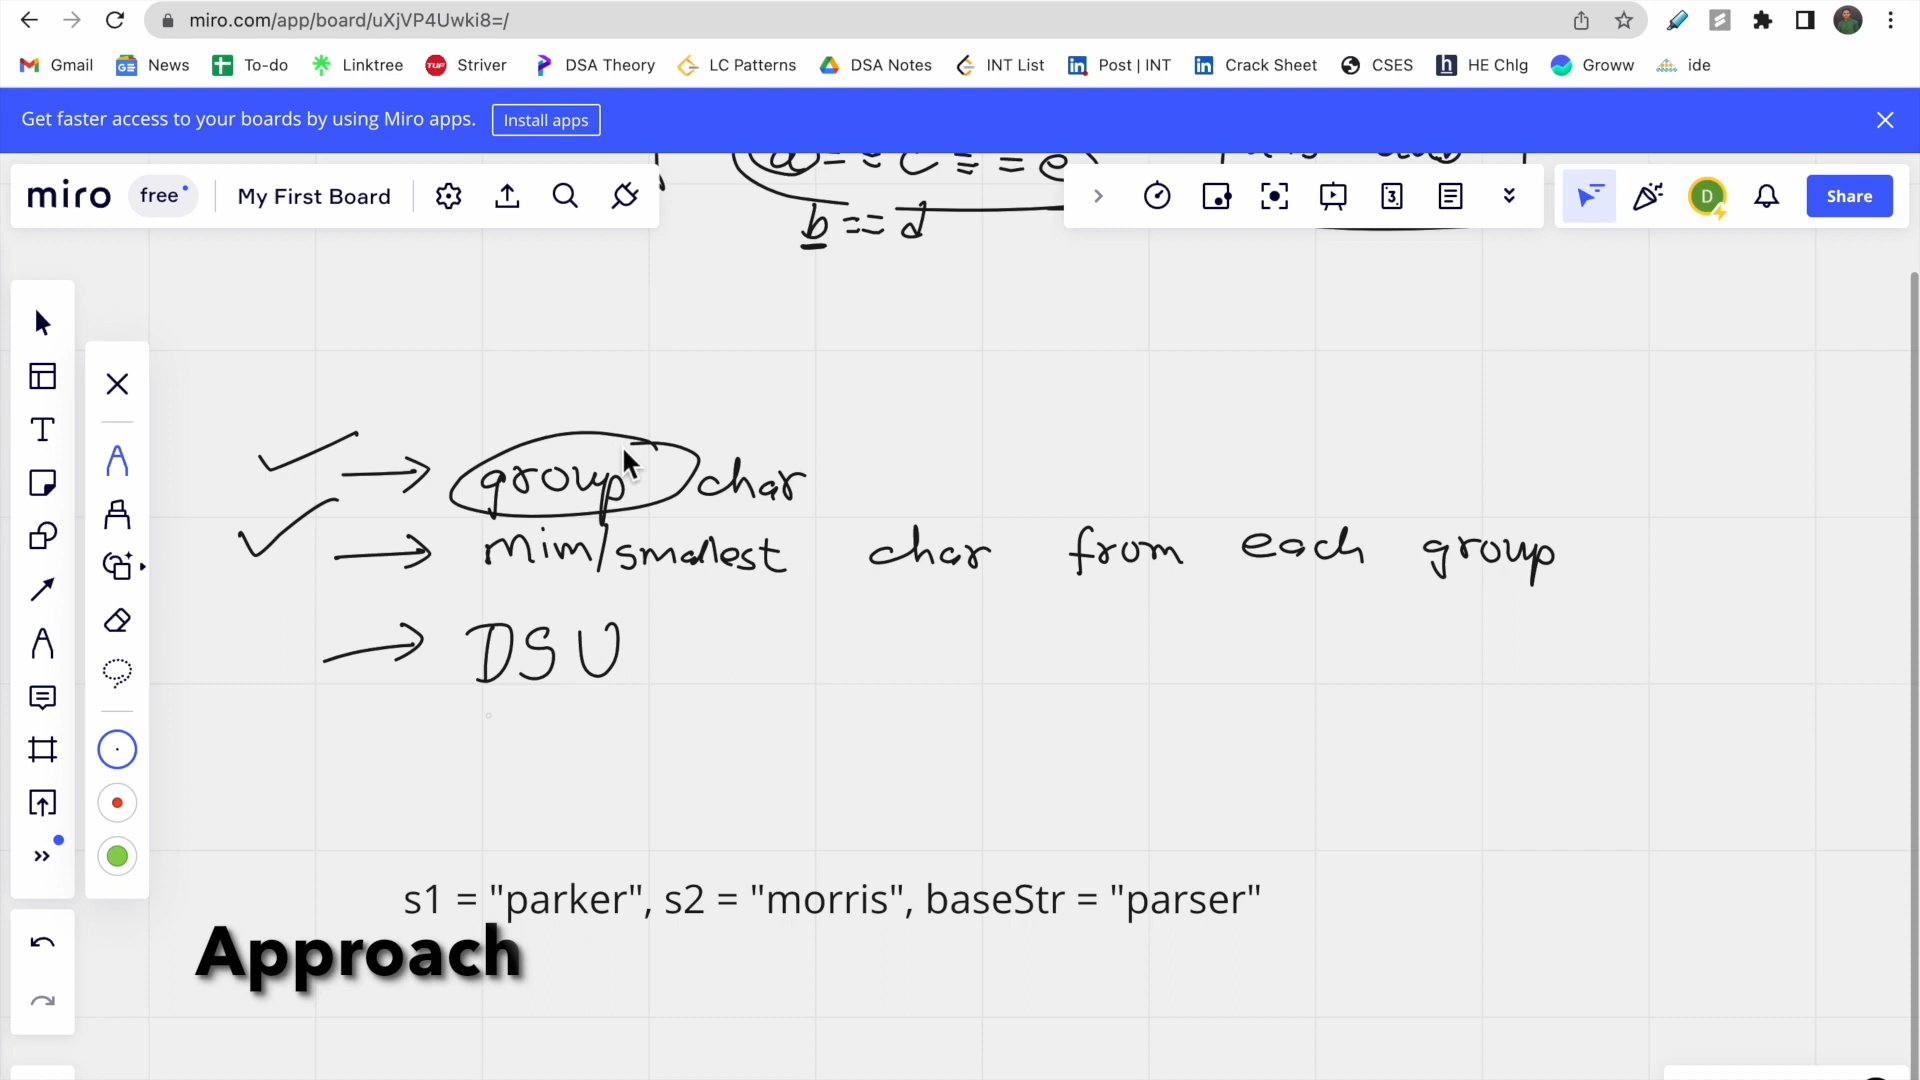 miro.com/app/board/uXjVP4Uwki8=/
Gmail News To-do Linktree TUF Striver DSA Theory LC Patterns DSA Notes INT List Post | INT Crack Sheet CSES HE Chlg Groww ide
Get faster access to your boards by using Miro apps. Install apps
a == c == e
miro free My First Board D Share
b == d
→ group char
→ min/smallest char from each group
→ DSU
s1 = "parker", s2 = "morris", baseStr = "parser"
Approach